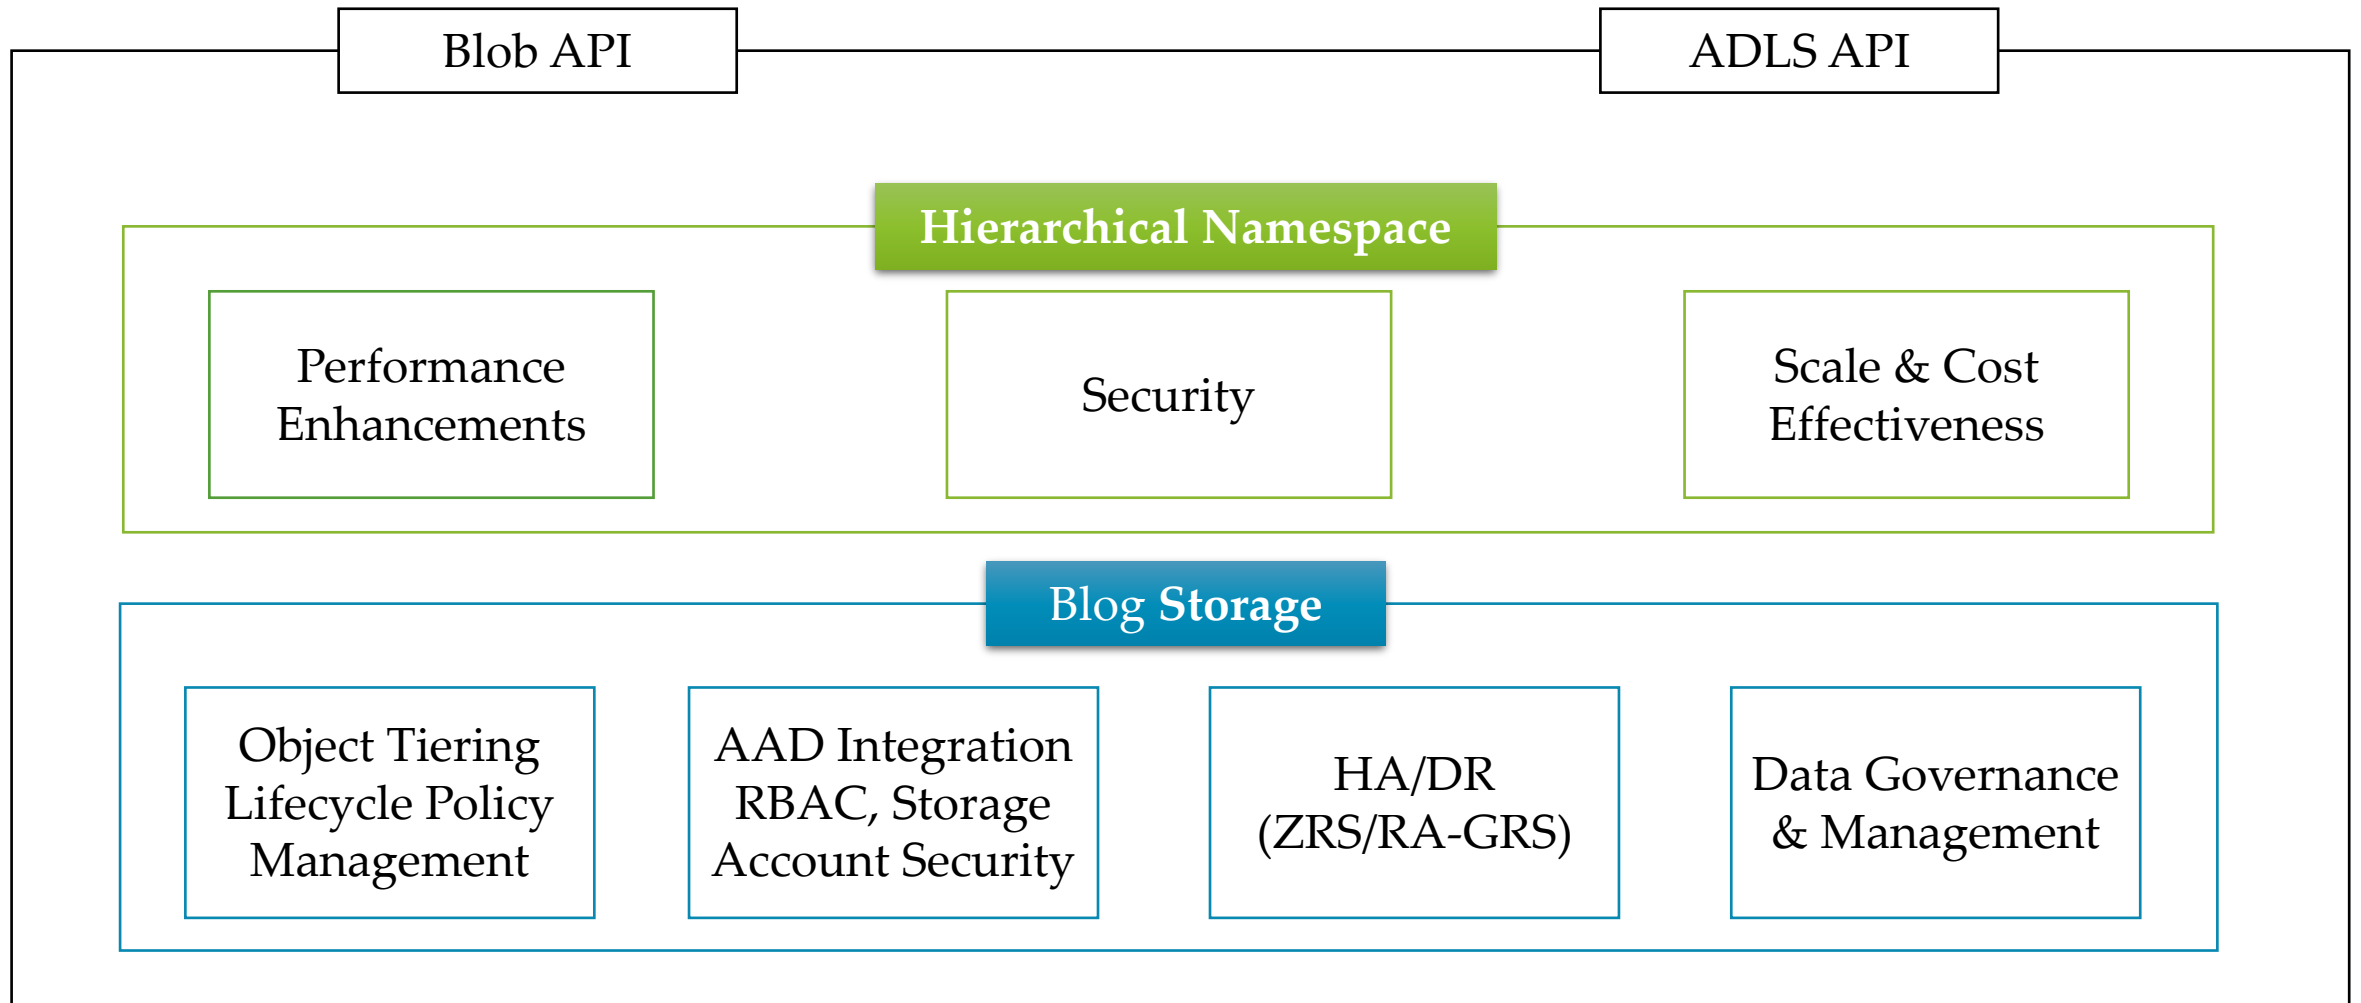 Blob API
ADLS API
Hierarchical Namespace
Performance
Enhancements
Security
Scale & Cost
Effectiveness
Blog Storage
Object Tiering
Lifecycle Policy
Management
AAD Integration
RBAC, Storage
Account Security
HA/DR
(ZRS/RA-GRS)
Data Governance
& Management